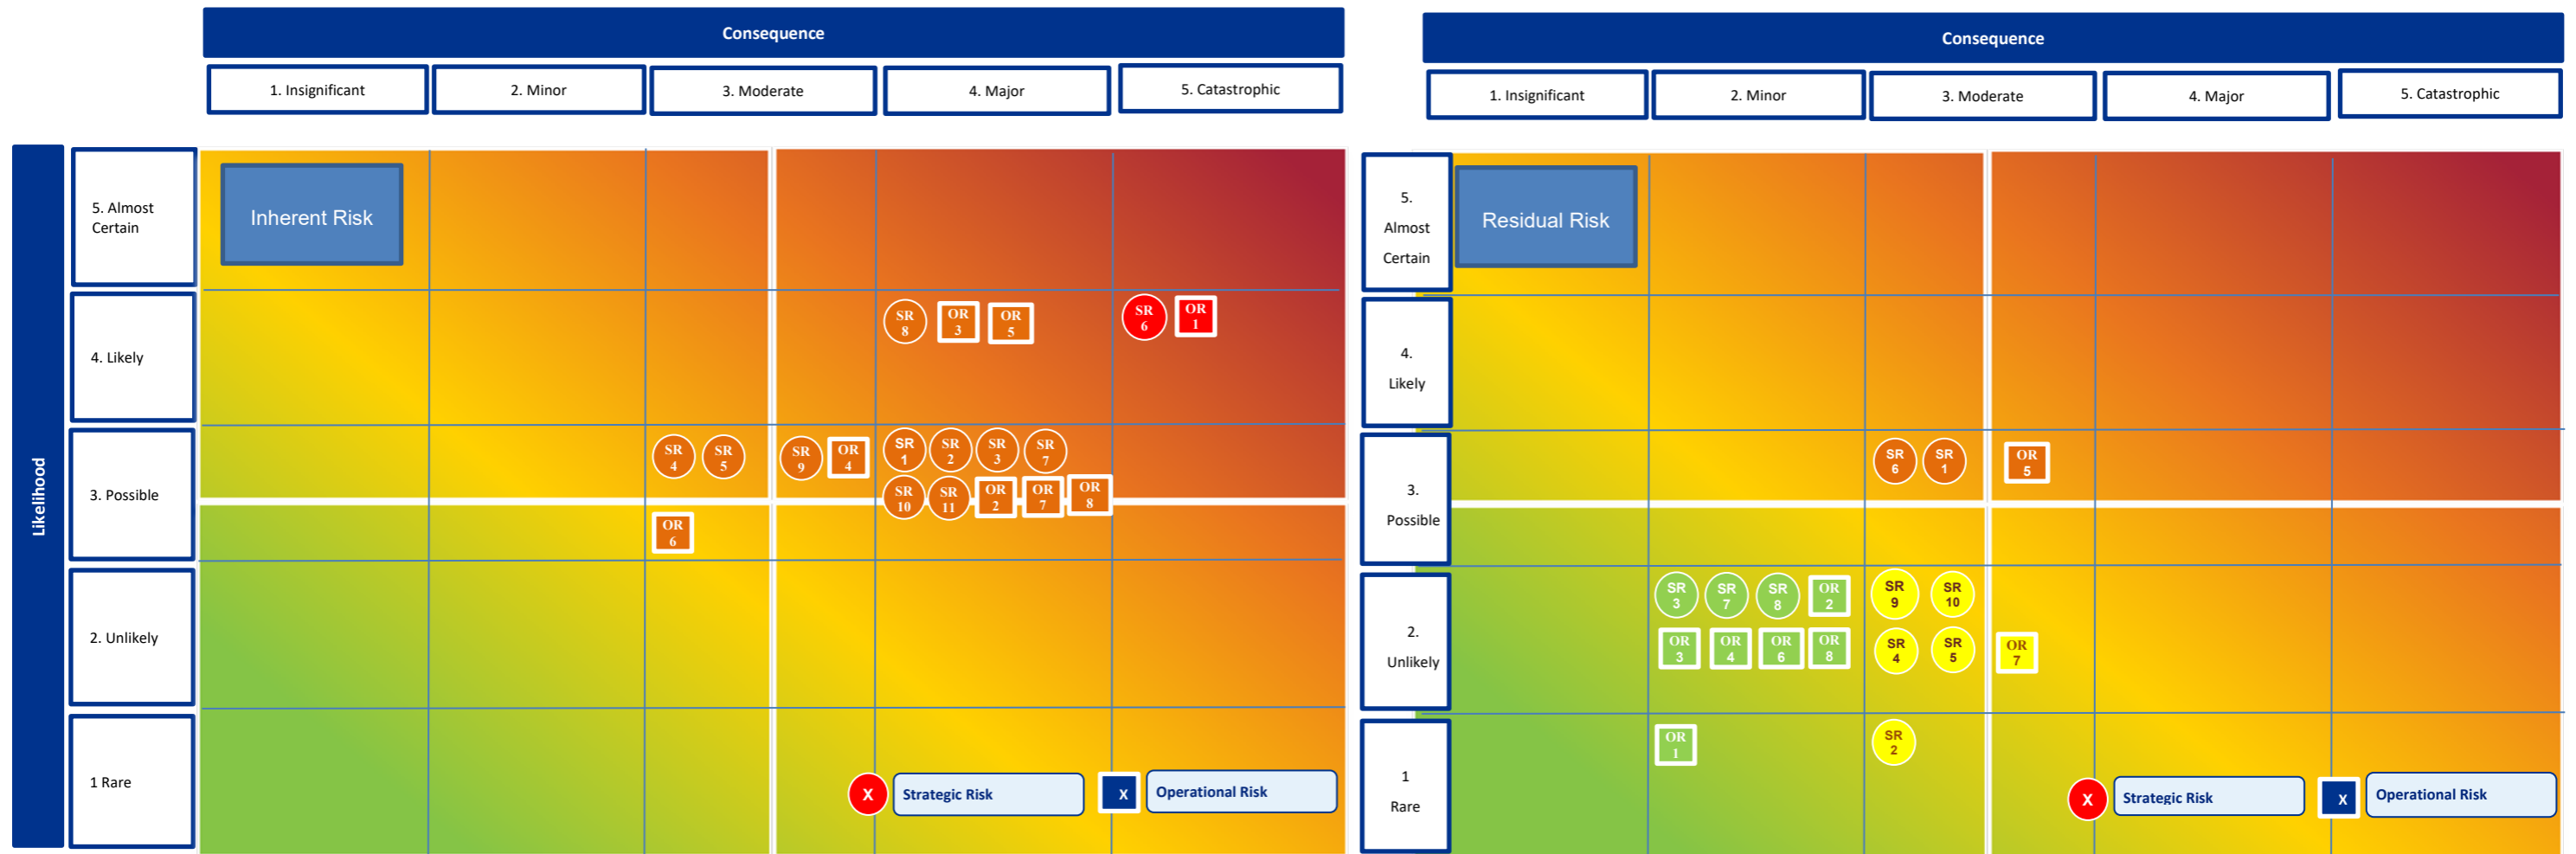 Consequence
1. Insignificant
2. Minor
3. Moderate
4. Major
5. Catastrophic
Likelihood
5. Almost
Certain
Inherent Risk
4. Likely
SR
8
OR
3
OR
5
SR
6
OR
1
3. Possible
SR
4
SR
5
SR
9
OR
4
SR
1
SR
2
SR
3
SR
7
SR
10
SR
11
OR
2
OR
7
OR
8
OR
6
2. Unlikely
1 Rare
X
Strategic Risk
X
Operational Risk
Consequence
1. Insignificant
2. Minor
3. Moderate
4. Major
5. Catastrophic
5.
Almost
Certain
Residual Risk
4.
Likely
3.
Possible
SR
6
SR
1
OR
5
2.
Unlikely
SR
3
SR
7
SR
8
OR
2
SR
9
SR
10
OR
3
OR
4
OR
6
OR
8
SR
4
SR
5
OR
7
1
Rare
OR
1
SR
2
X
Strategic Risk
X
Operational Risk